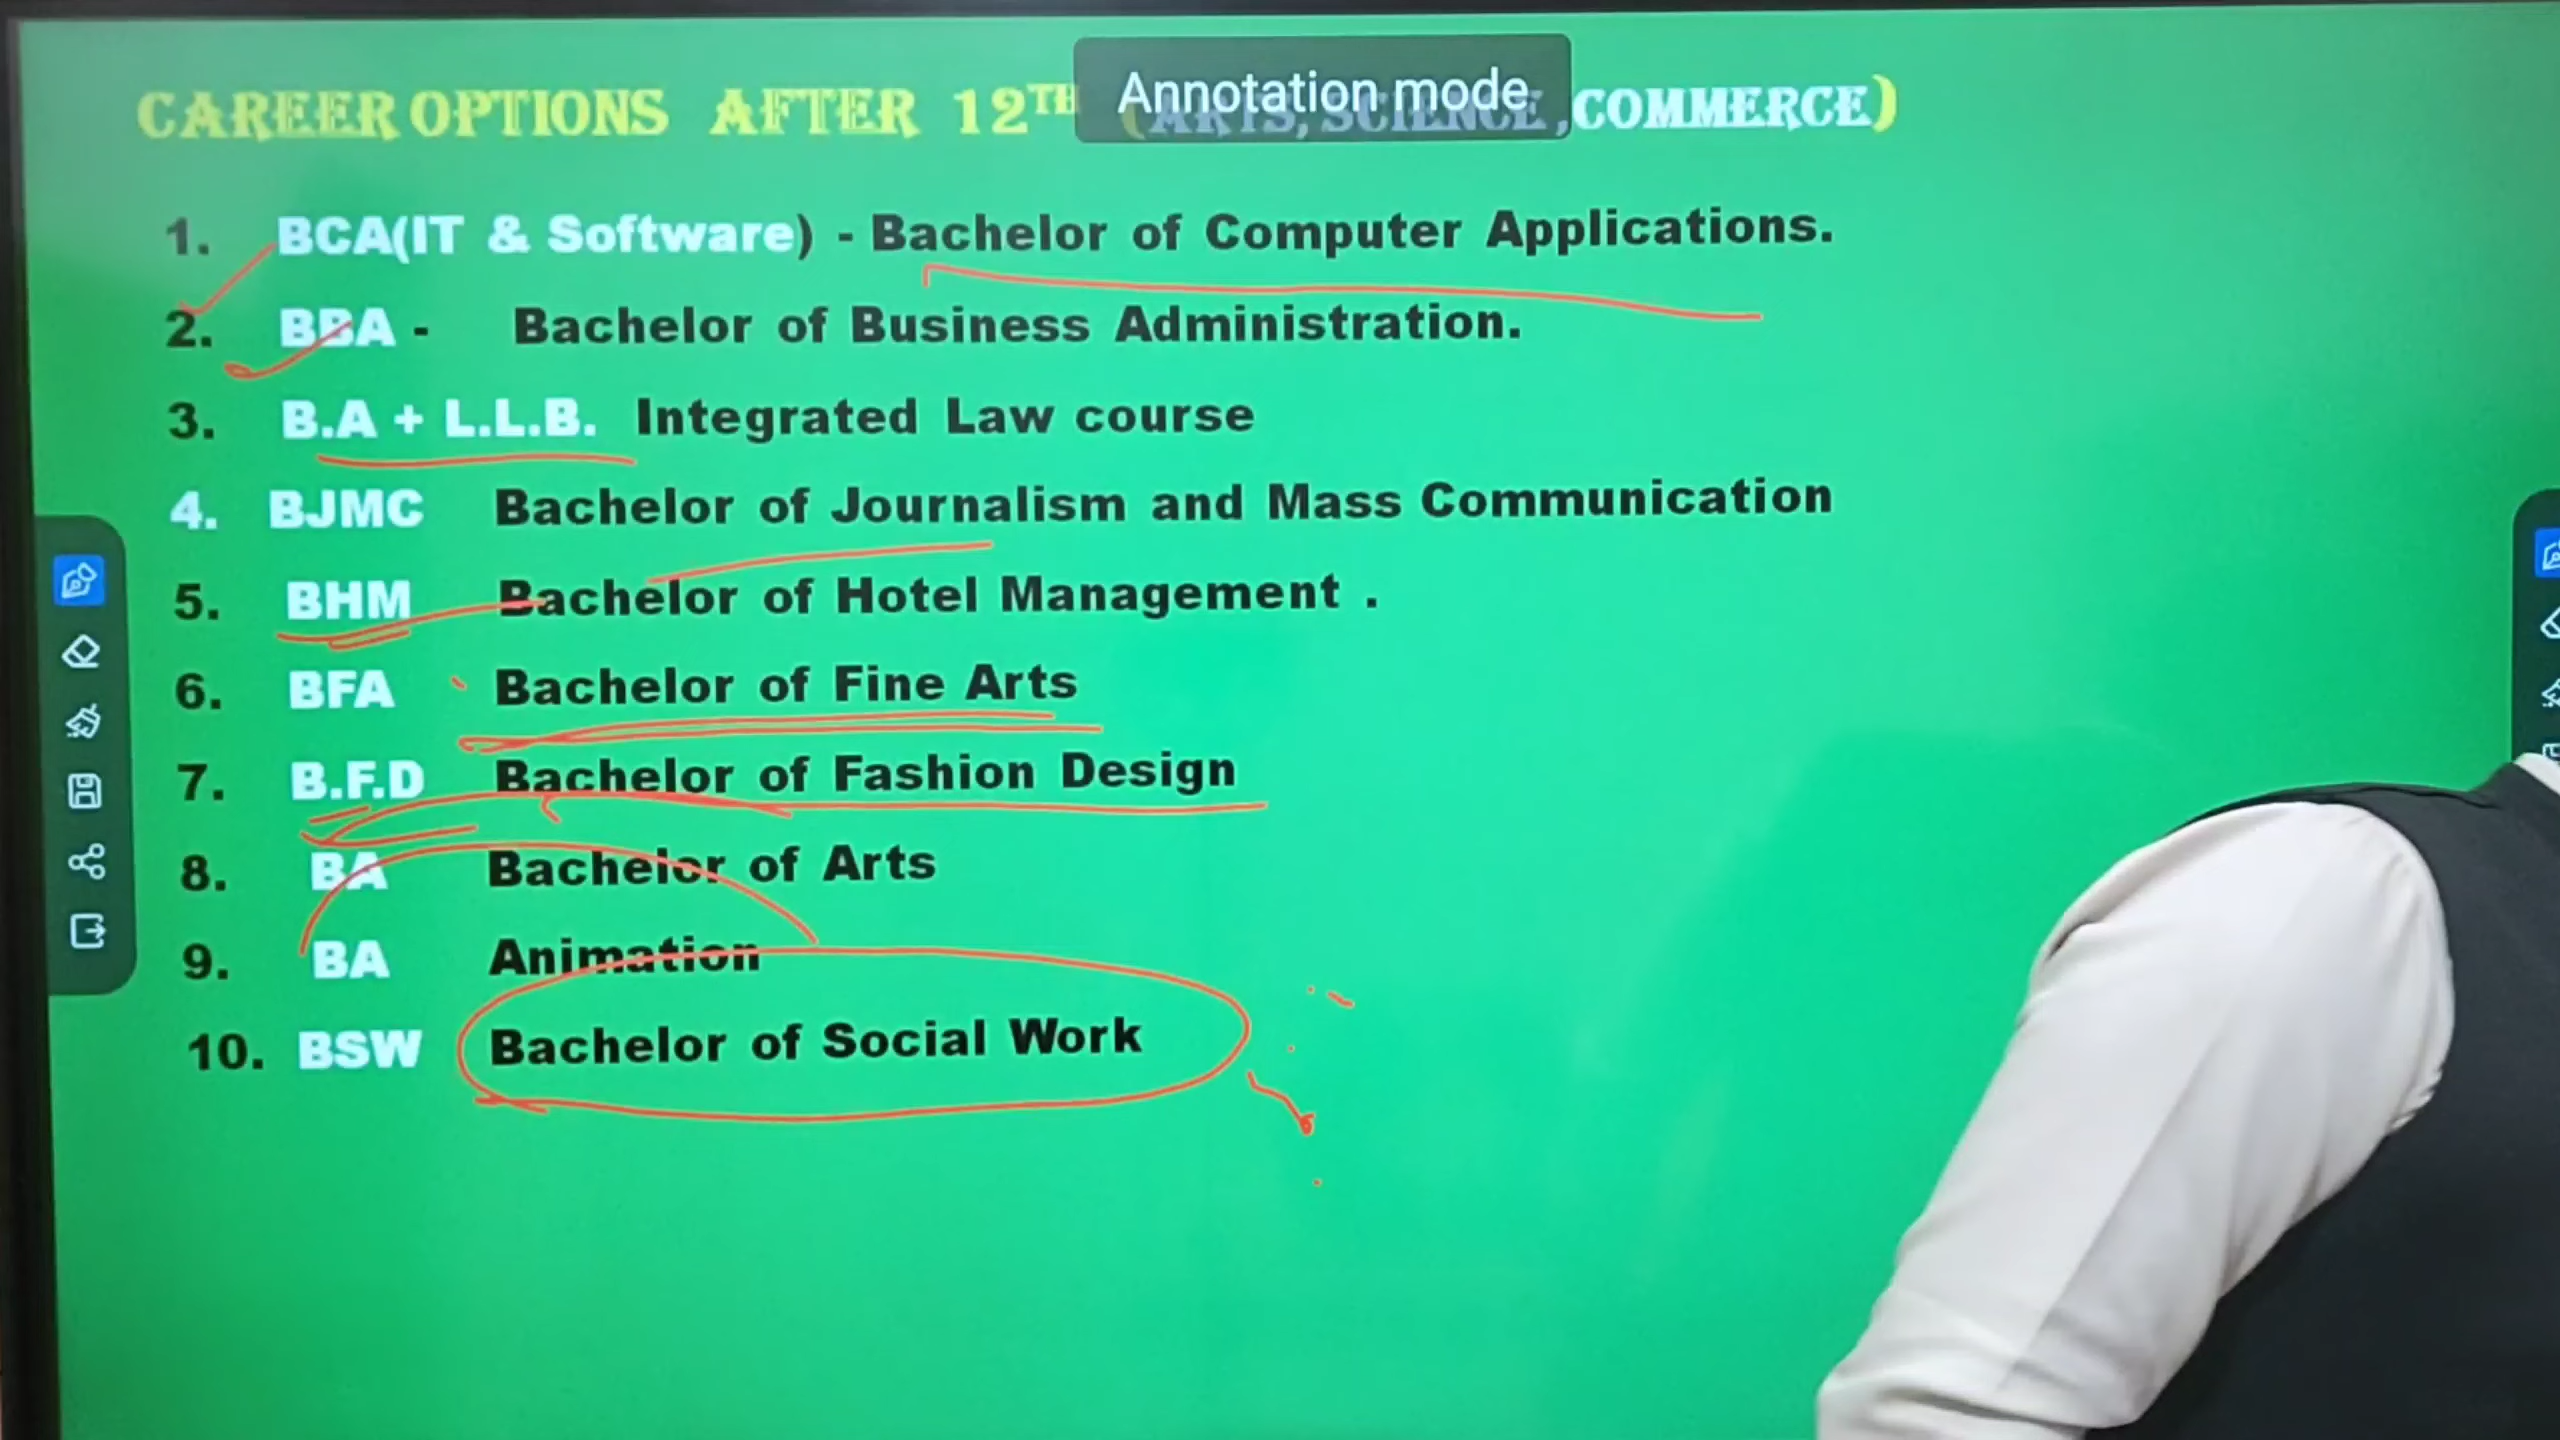 CAREER OPTIONS AFTER 12TH (ARTS, SCIENCE, COMMERCE)
Annotation mode
1. BCA(IT & Software) - Bachelor of Computer Applications.
2. BBA - Bachelor of Business Administration.
3. B.A + L.L.B. Integrated Law course
4. BJMC Bachelor of Journalism and Mass Communication
5. BHM Bachelor of Hotel Management .
6. BFA Bachelor of Fine Arts
7. B.F.D Bachelor of Fashion Design
8. BA Bachelor of Arts
9. BA Animation
10. BSW Bachelor of Social Work